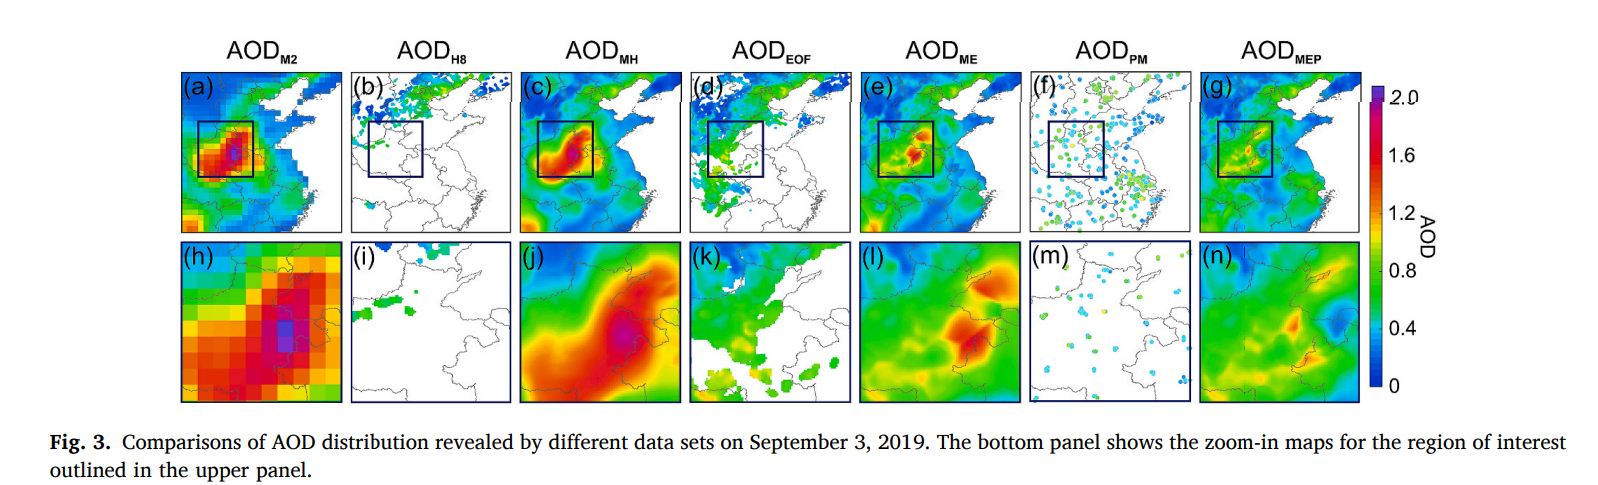 AOD_M2 AOD_H8 AOD_MH AOD_EOF AOD_ME AOD_PM AOD_MEP
(a) (b) (c) (d) (e) (f) (g)
2.0
1.6
1.2
0.8
0.4
0
AOD
(h) (i) (j) (k) (l) (m) (n)
Fig. 3. Comparisons of AOD distribution revealed by different data sets on September 3, 2019. The bottom panel shows the zoom-in maps for the region of interest
outlined in the upper panel.